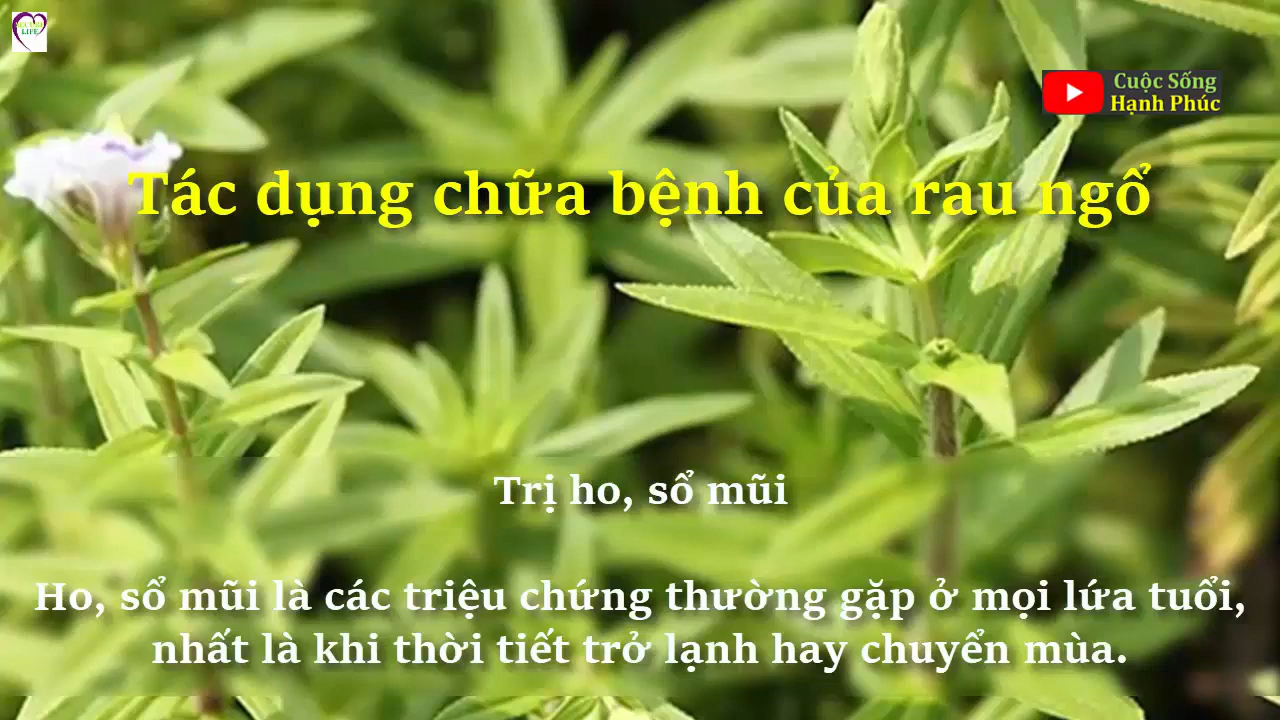 LIFE
Cuộc Sống
Hạnh Phúc
Tác dụng chữa bệnh của rau ngổ
Trị ho, sổ mũi
Ho, sổ mũi là các triệu chứng thường gặp ở mọi lứa tuổi,
nhất là khi thời tiết trở lạnh hay chuyển mùa.